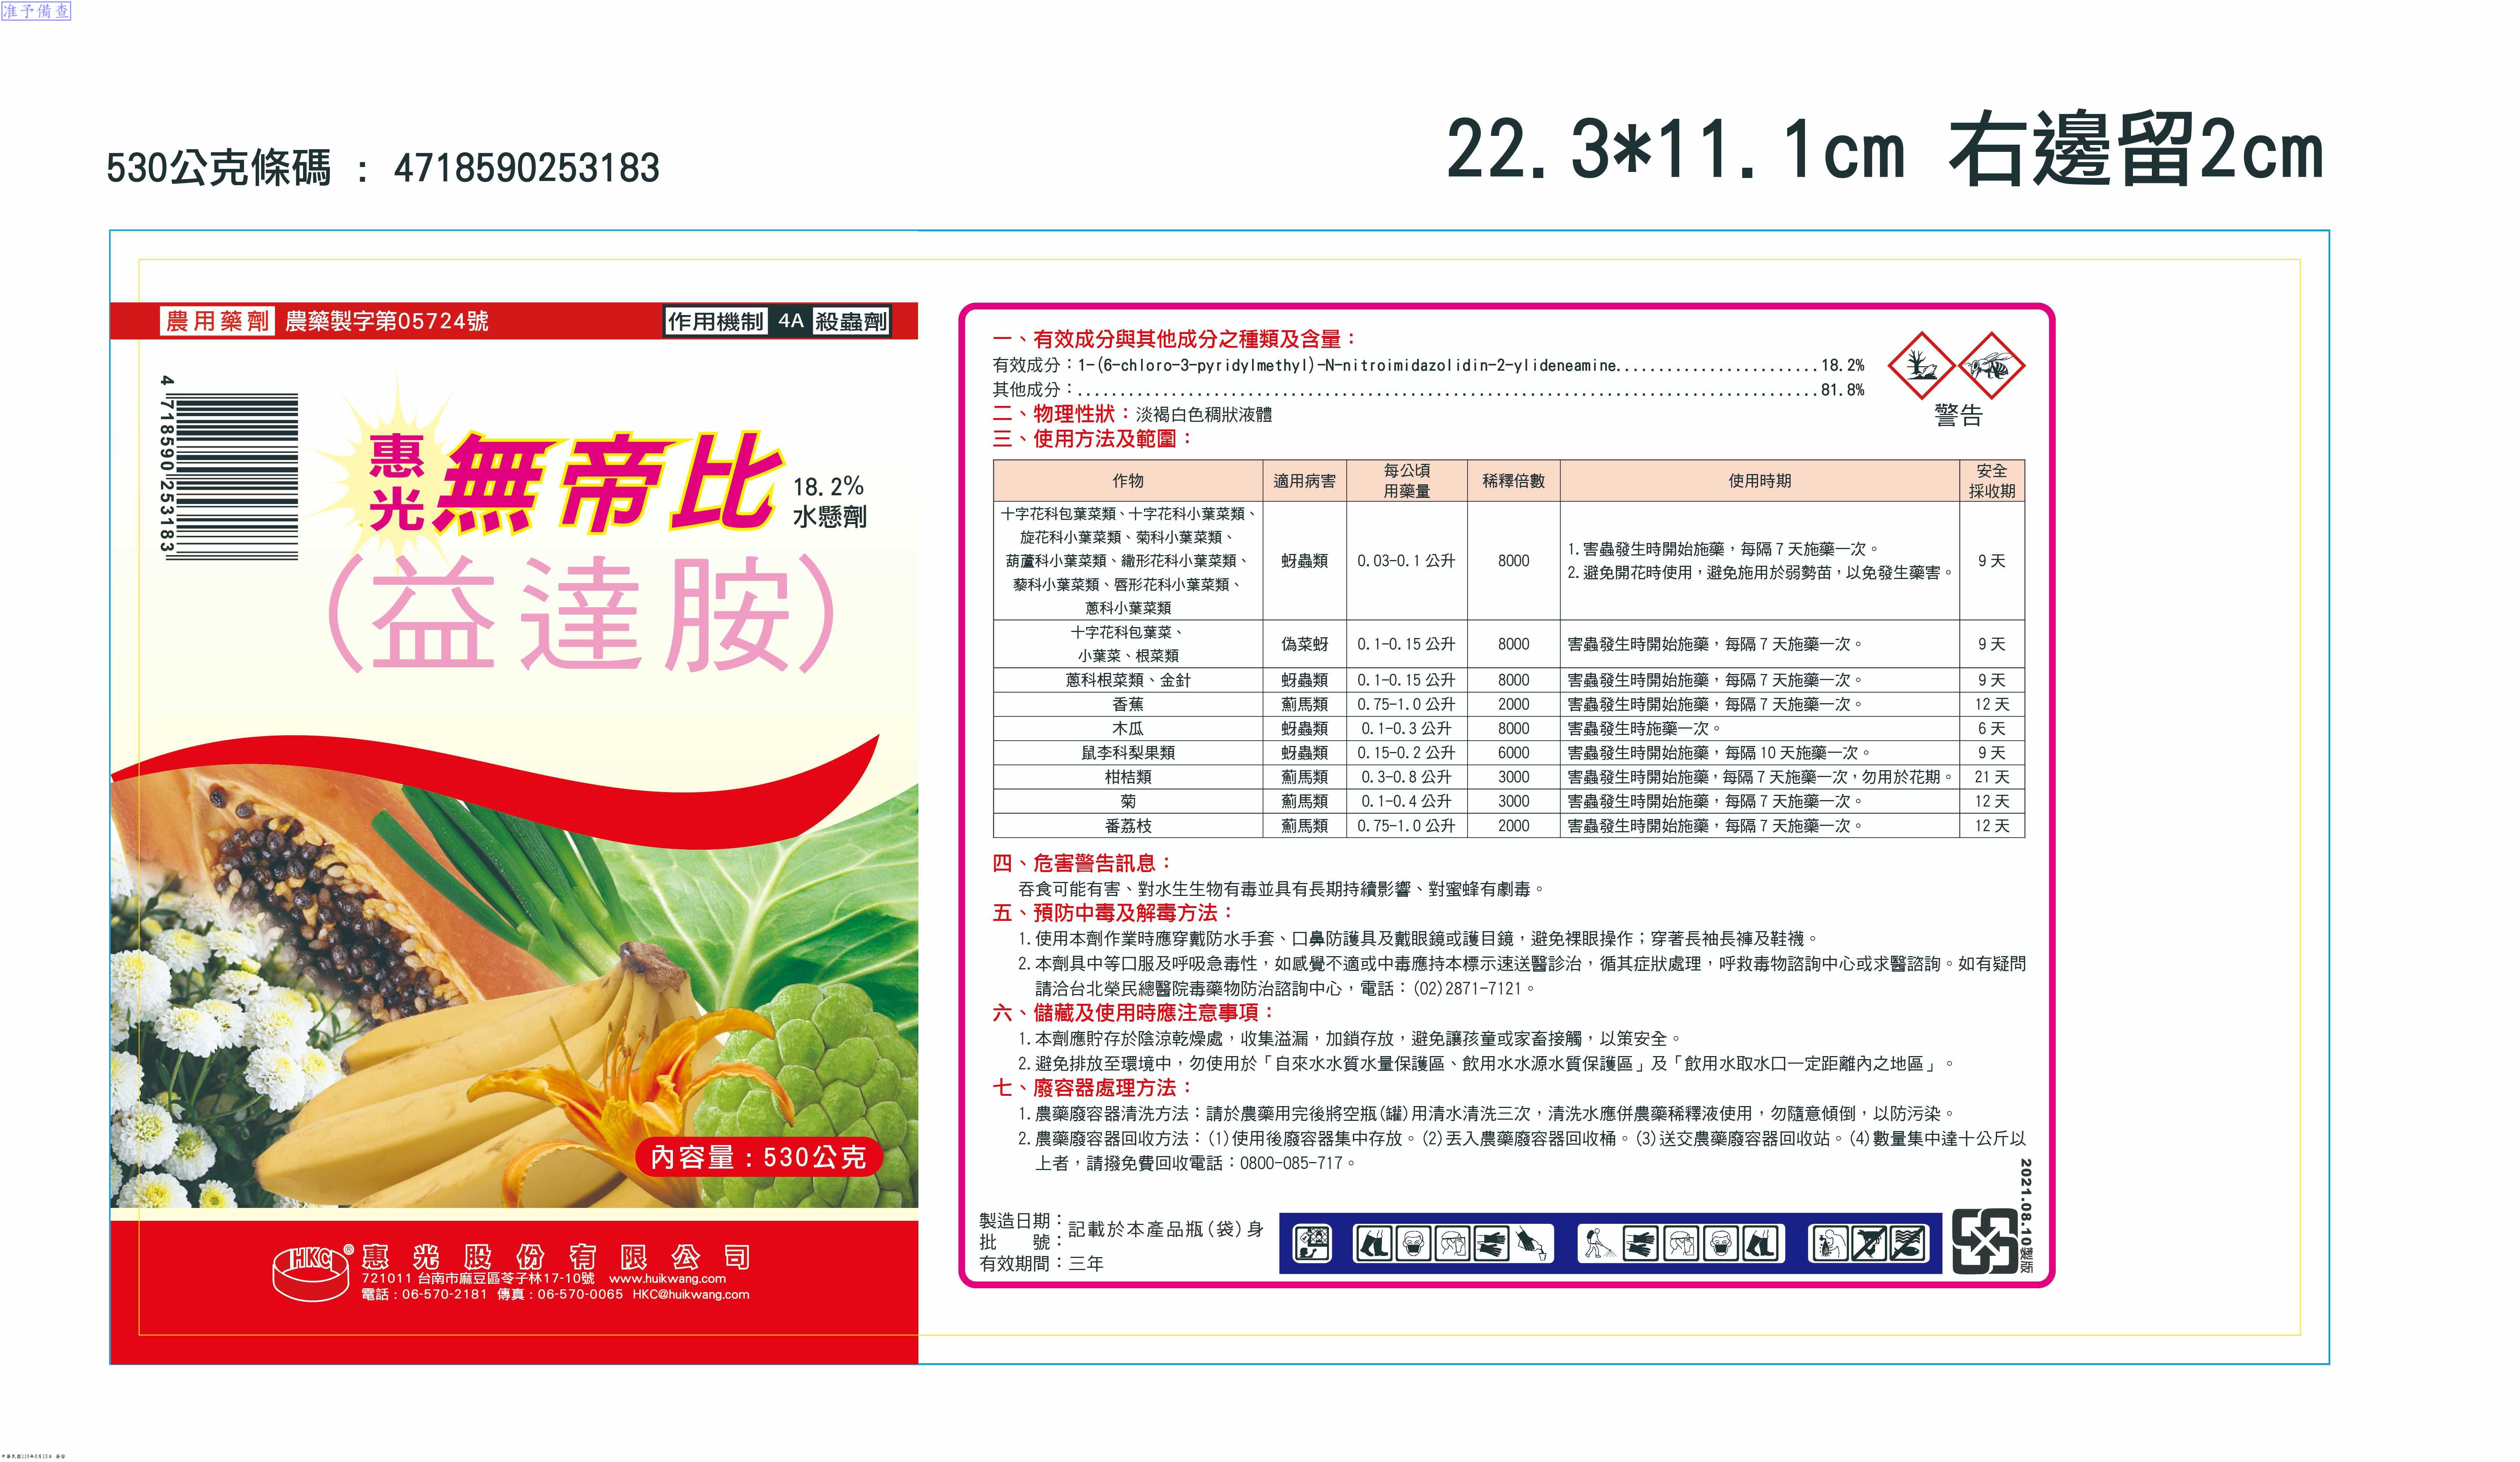 准予備查
530公克條碼 : 4718590253183
22.3*11.1cm 右邊留2cm
農用藥劑 農藥製字第05724號
作用機制 4A 殺蟲劑
4 718590 253183
惠光 無帝比
18.2%
水懸劑
(益達胺)
內容量:530公克
HKC® 惠光股份有限公司
721011 台南市麻豆區苓子林17-10號 www.huikwang.com
電話:06-570-2181 傳真:06-570-0065 HKC@huikwang.com
一、有效成分與其他成分之種類及含量:
有效成分:1-(6-chloro-3-pyridylmethyl)-N-nitroimidazolidin-2-ylideneamine........................18.2%
其他成分:........................................................................................81.8%
警告
二、物理性狀:淡褐白色稠狀液體
三、使用方法及範圍:
作物 適用病害 每公頃用藥量 稀釋倍數 使用時期 安全採收期
十字花科包葉菜類、十字花科小葉菜類、
旋花科小葉菜類、菊科小葉菜類、
葫蘆科小葉菜類、繖形花科小葉菜類、
藜科小葉菜類、唇形花科小葉菜類、
蔥科小葉菜類
蚜蟲類 0.03-0.1公升 8000
1.害蟲發生時開始施藥,每隔7天施藥一次。
2.避免開花時使用,避免施用於弱勢苗,以免發生藥害。
9天
十字花科包葉菜、
小葉菜、根菜類
偽菜蚜 0.1-0.15公升 8000 害蟲發生時開始施藥,每隔7天施藥一次。 9天
蔥科根菜類、金針 蚜蟲類 0.1-0.15公升 8000 害蟲發生時開始施藥,每隔7天施藥一次。 9天
香蕉 薊馬類 0.75-1.0公升 2000 害蟲發生時開始施藥,每隔7天施藥一次。 12天
木瓜 蚜蟲類 0.1-0.3公升 8000 害蟲發生時施藥一次。 6天
鼠李科梨果類 蚜蟲類 0.15-0.2公升 6000 害蟲發生時開始施藥,每隔10天施藥一次。 9天
柑桔類 薊馬類 0.3-0.8公升 3000 害蟲發生時開始施藥,每隔7天施藥一次,勿用於花期。 21天
菊 薊馬類 0.1-0.4公升 3000 害蟲發生時開始施藥,每隔7天施藥一次。 12天
番荔枝 薊馬類 0.75-1.0公升 2000 害蟲發生時開始施藥,每隔7天施藥一次。 12天
四、危害警告訊息:
吞食可能有害、對水生生物有毒並具有長期持續影響、對蜜蜂有劇毒。
五、預防中毒及解毒方法:
1.使用本劑作業時應穿戴防水手套、口鼻防護具及戴眼鏡或護目鏡,避免裸眼操作;穿著長袖長褲及鞋襪。
2.本劑具中等口服及呼吸急毒性,如感覺不適或中毒應持本標示速送醫診治,循其症狀處理,呼救毒物諮詢中心或求醫諮詢。如有疑問
請洽台北榮民總醫院毒藥物防治諮詢中心,電話:(02)2871-7121。
六、儲藏及使用時應注意事項:
1.本劑應貯存於陰涼乾燥處,收集溢漏,加鎖存放,避免讓孩童或家畜接觸,以策安全。
2.避免排放至環境中,勿使用於「自來水水質水量保護區、飲用水水源水質保護區」及「飲用水取水口一定距離內之地區」。
七、廢容器處理方法:
1.農藥廢容器清洗方法:請於農藥用完後將空瓶(罐)用清水清洗三次,清洗水應併農藥稀釋液使用,勿隨意傾倒,以防污染。
2.農藥廢容器回收方法:(1)使用後廢容器集中存放。(2)丟入農藥廢容器回收桶。(3)送交農藥廢容器回收站。(4)數量集中達十公斤以
上者,請撥免費回收電話:0800-085-717。
製造日期:
批 號:
記載於本產品瓶(袋)身
有效期間:三年
2021.08.10製版